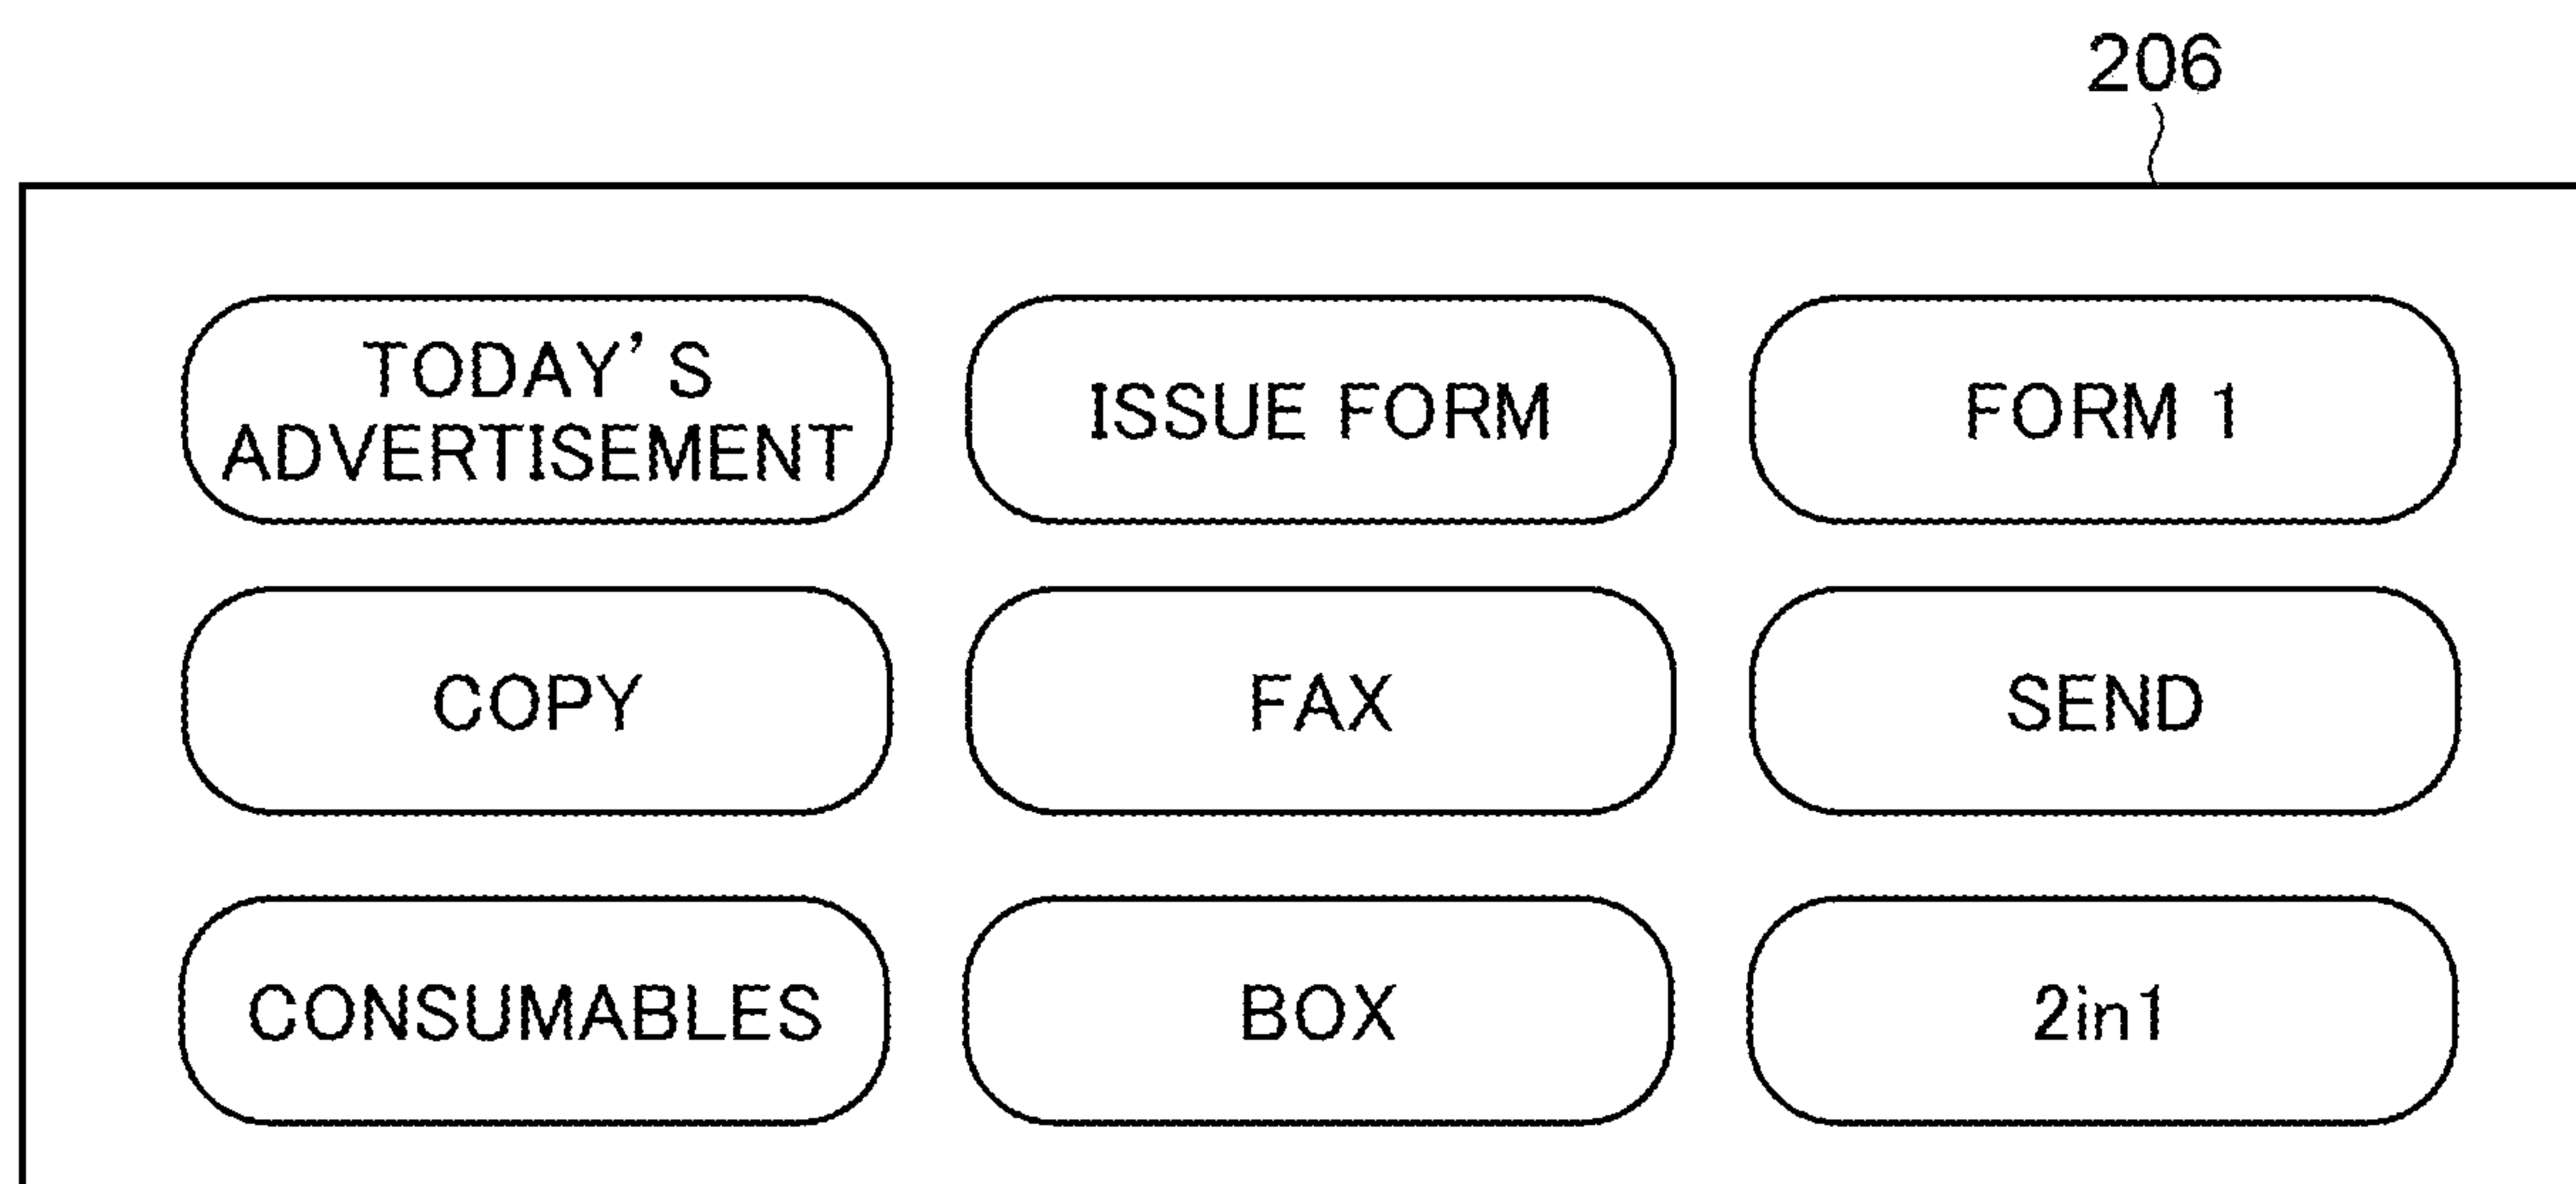 206
TODAY'S
ADVERTISEMENT
ISSUE FORM
FORM 1
COPY
FAX
SEND
CONSUMABLES
BOX
2in1